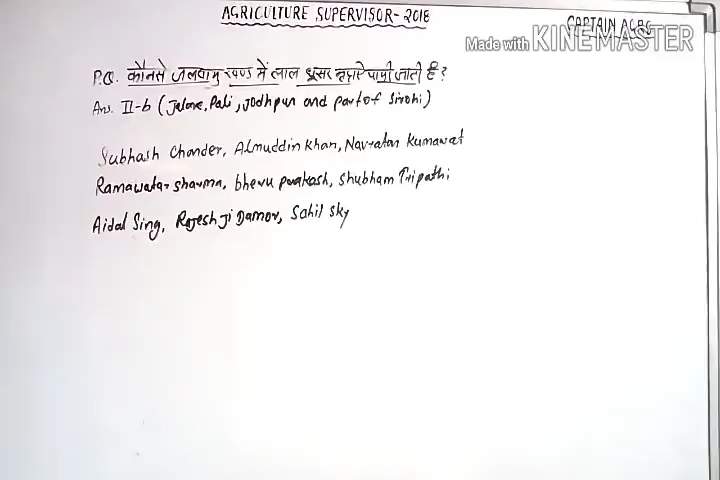 AGRICULTURE SUPERVISOR-2018
CAPTAIN
Made with KINEMASTER
P.Q. कौनसे जलवायु खण्ड में लाल धूसर मृदाएँ पायी जाती है?
Ans. II-b (Jalore, Pali, Jodhpur and part of Sirohi)
Subhash Chander, Almuddin Khan, Navratan Kumawat
Ramawatar sharma, bheru prakash, Shubham Tripathi
Aidal Sing, Rajesh Ji Damor, Sahil Sky